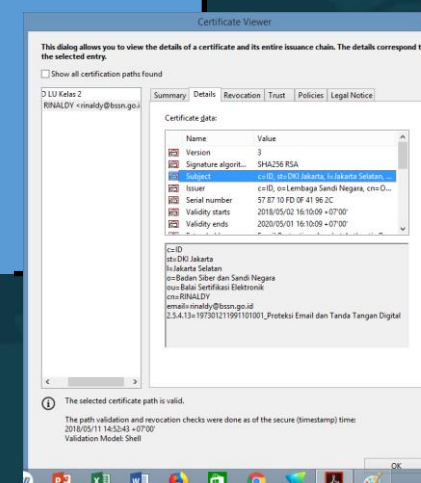 Certificate Viewer
This dialog allows you to view the details of a certificate and its entire issuance chain. The details correspond t
the selected entry.
Show all certification paths found
O LU Kelas 2
RINALDY <rinaldy@bssn.go.i
Summary Details Revocation Trust Policies Legal Notice
Certificate data:
Name Value
Version 3
Signature algorit... SHA256 RSA
Subject c=ID, st=DKI Jakarta, l=Jakarta Selatan, ...
Issuer c=ID, o=Lembaga Sandi Negara, cn=O...
Serial number 57 87 10 FD 0F 41 96 2C
Validity starts 2018/05/02 16:10:09 +07'00'
Validity ends 2020/05/01 16:10:09 +07'00'
c=ID
st=DKI Jakarta
l=Jakarta Selatan
o=Badan Siber dan Sandi Negara
ou=Balai Sertifikasi Elektronik
cn=RINALDY
email=rinaldy@bssn.go.id
2.5.4.13=197301211991101001_Proteksi Email dan Tanda Tangan Digital
The selected certificate path is valid.
The path validation and revocation checks were done as of the secure (timestamp) time:
2018/05/11 14:52:43 +07'00'
Validation Model: Shell
OK